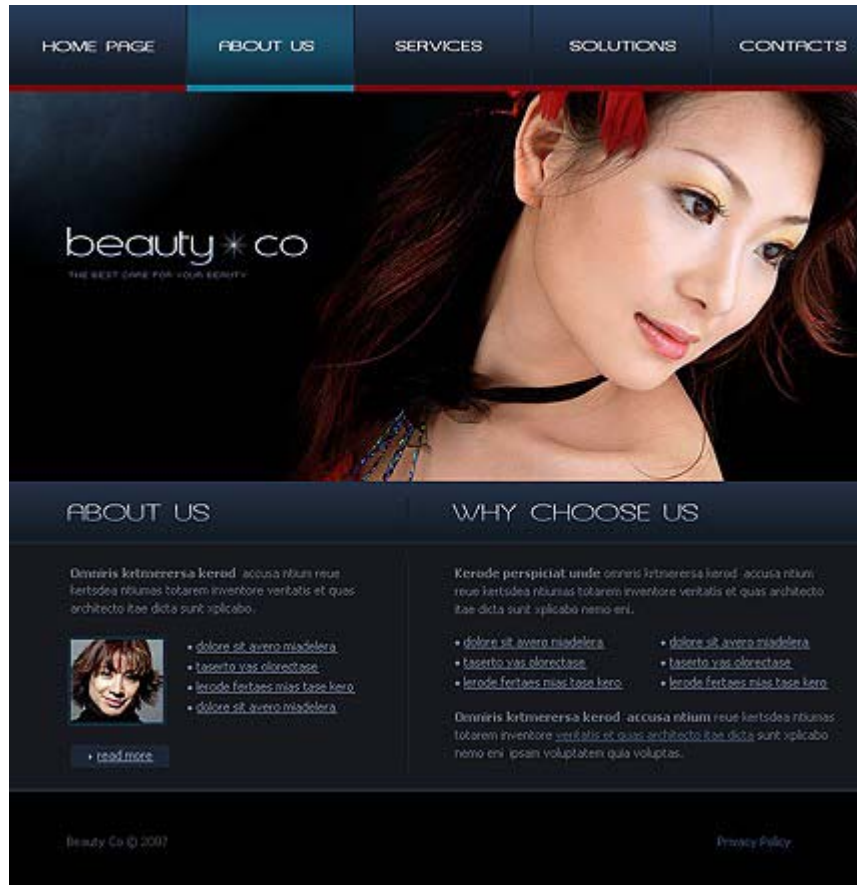 HOME PAGE ABOUT US SERVICES SOLUTIONS CONTACTS
beauty co
THE BEST CARE FOR YOUR BEAUTY
ABOUT US
Omniris krtmerersa kerod accusa ntium reue
kertsdea ntiumas totarem inventore veritatis et quas
architecto itae dicta sunt xplicabo.
• dolore sit avero miadelera
• taserto vas olorectase
• lerode fertaes mias tase kero
• dolore sit avero miadelera
read more
WHY CHOOSE US
Kerode perspiciat unde omniris krtmerersa kerod accusa ntium
reue kertsdea ntiumas totarem inventore veritatis et quas architecto
itae dicta sunt xplicabo nemo eni.
• dolore sit avero miadelera
• taserto vas olorectase
• lerode fertaes mias tase kero
• dolore sit avero miadelera
• taserto vas olorectase
• lerode fertaes mias tase kero
Omniris krtmerersa kerod accusa ntium reue kertsdea ntiumas
totarem inventore veritatis et quas architecto itae dicta sunt xplicabo
nemo eni ipsam voluptatem quia voluptas.
Beauty Co © 2007 Privacy Policy